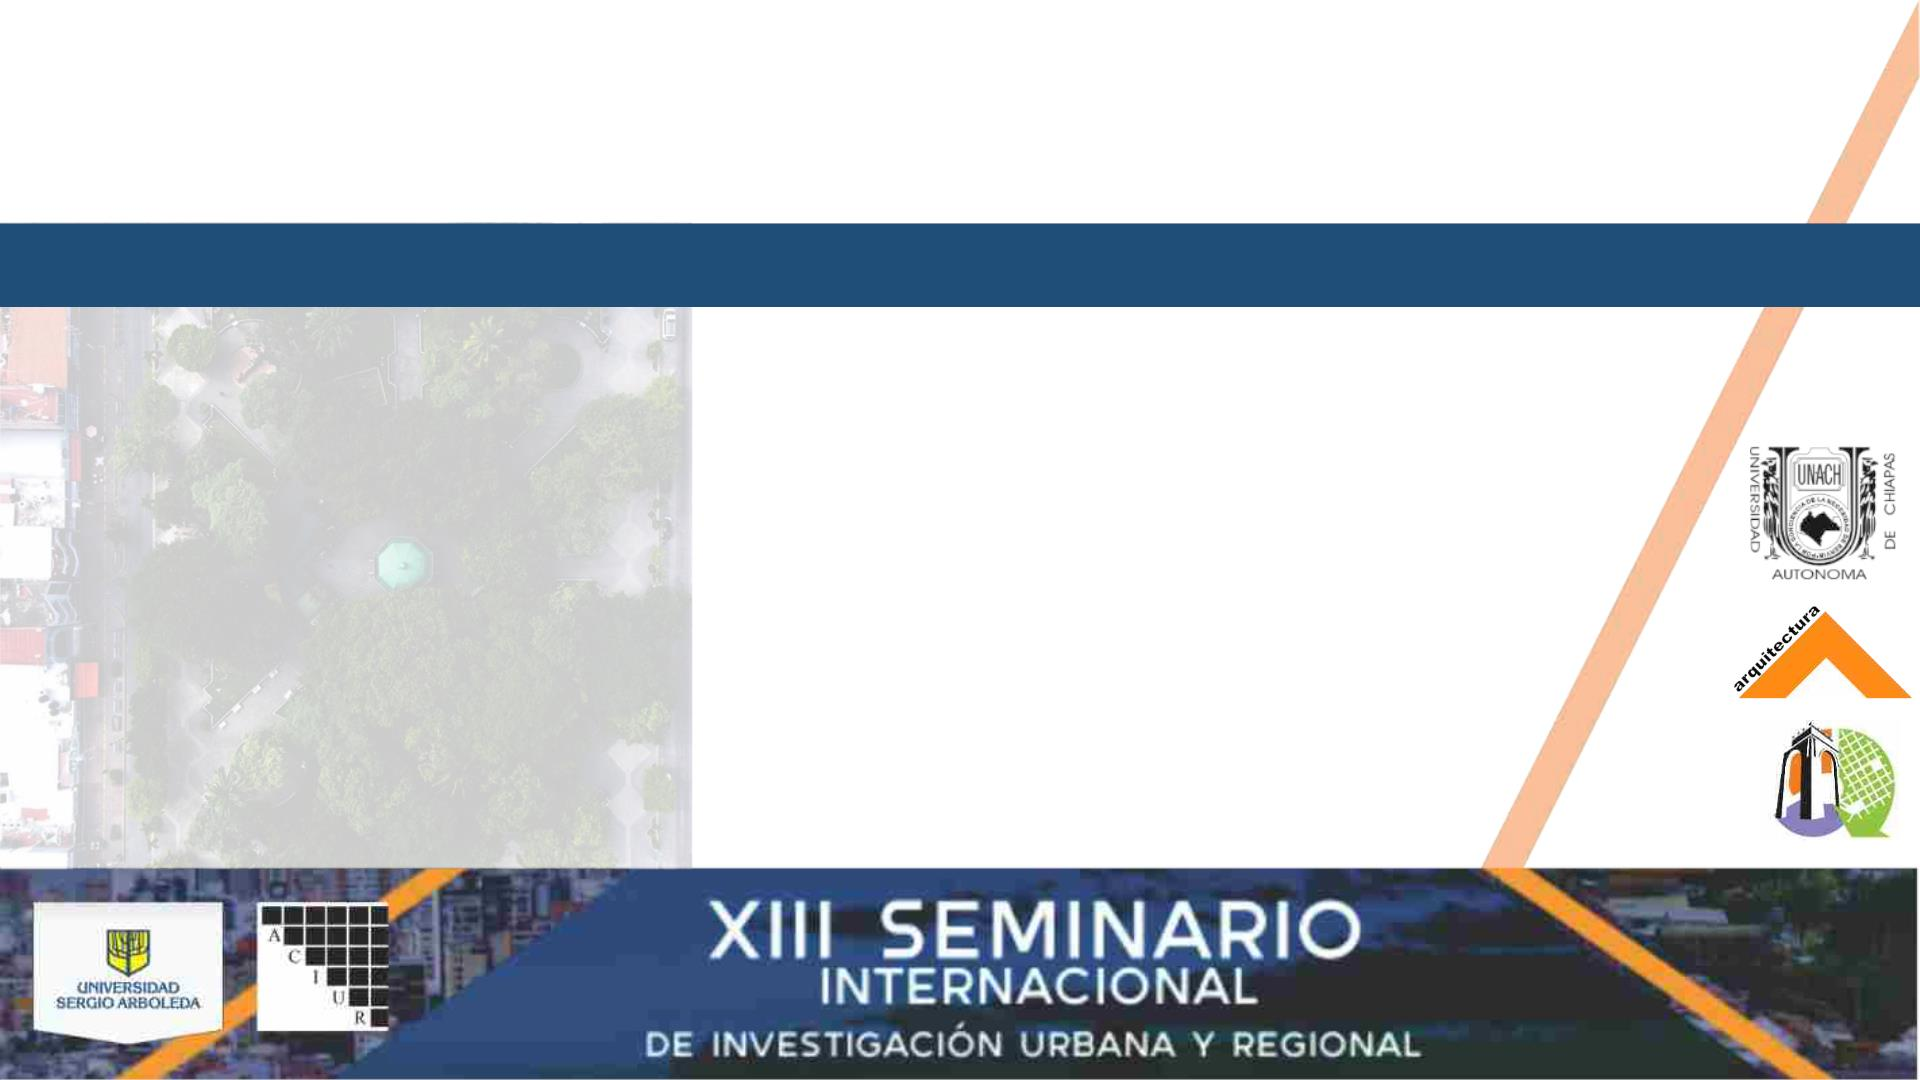 UNIVERSIDAD
UNACH
DE CHIAPAS
AUTONOMA
arquitectura
UNIVERSIDAD
SERGIO ARBOLEDA
A
C
I
U
R
XIII SEMINARIO
INTERNACIONAL
DE INVESTIGACIÓN URBANA Y REGIONAL